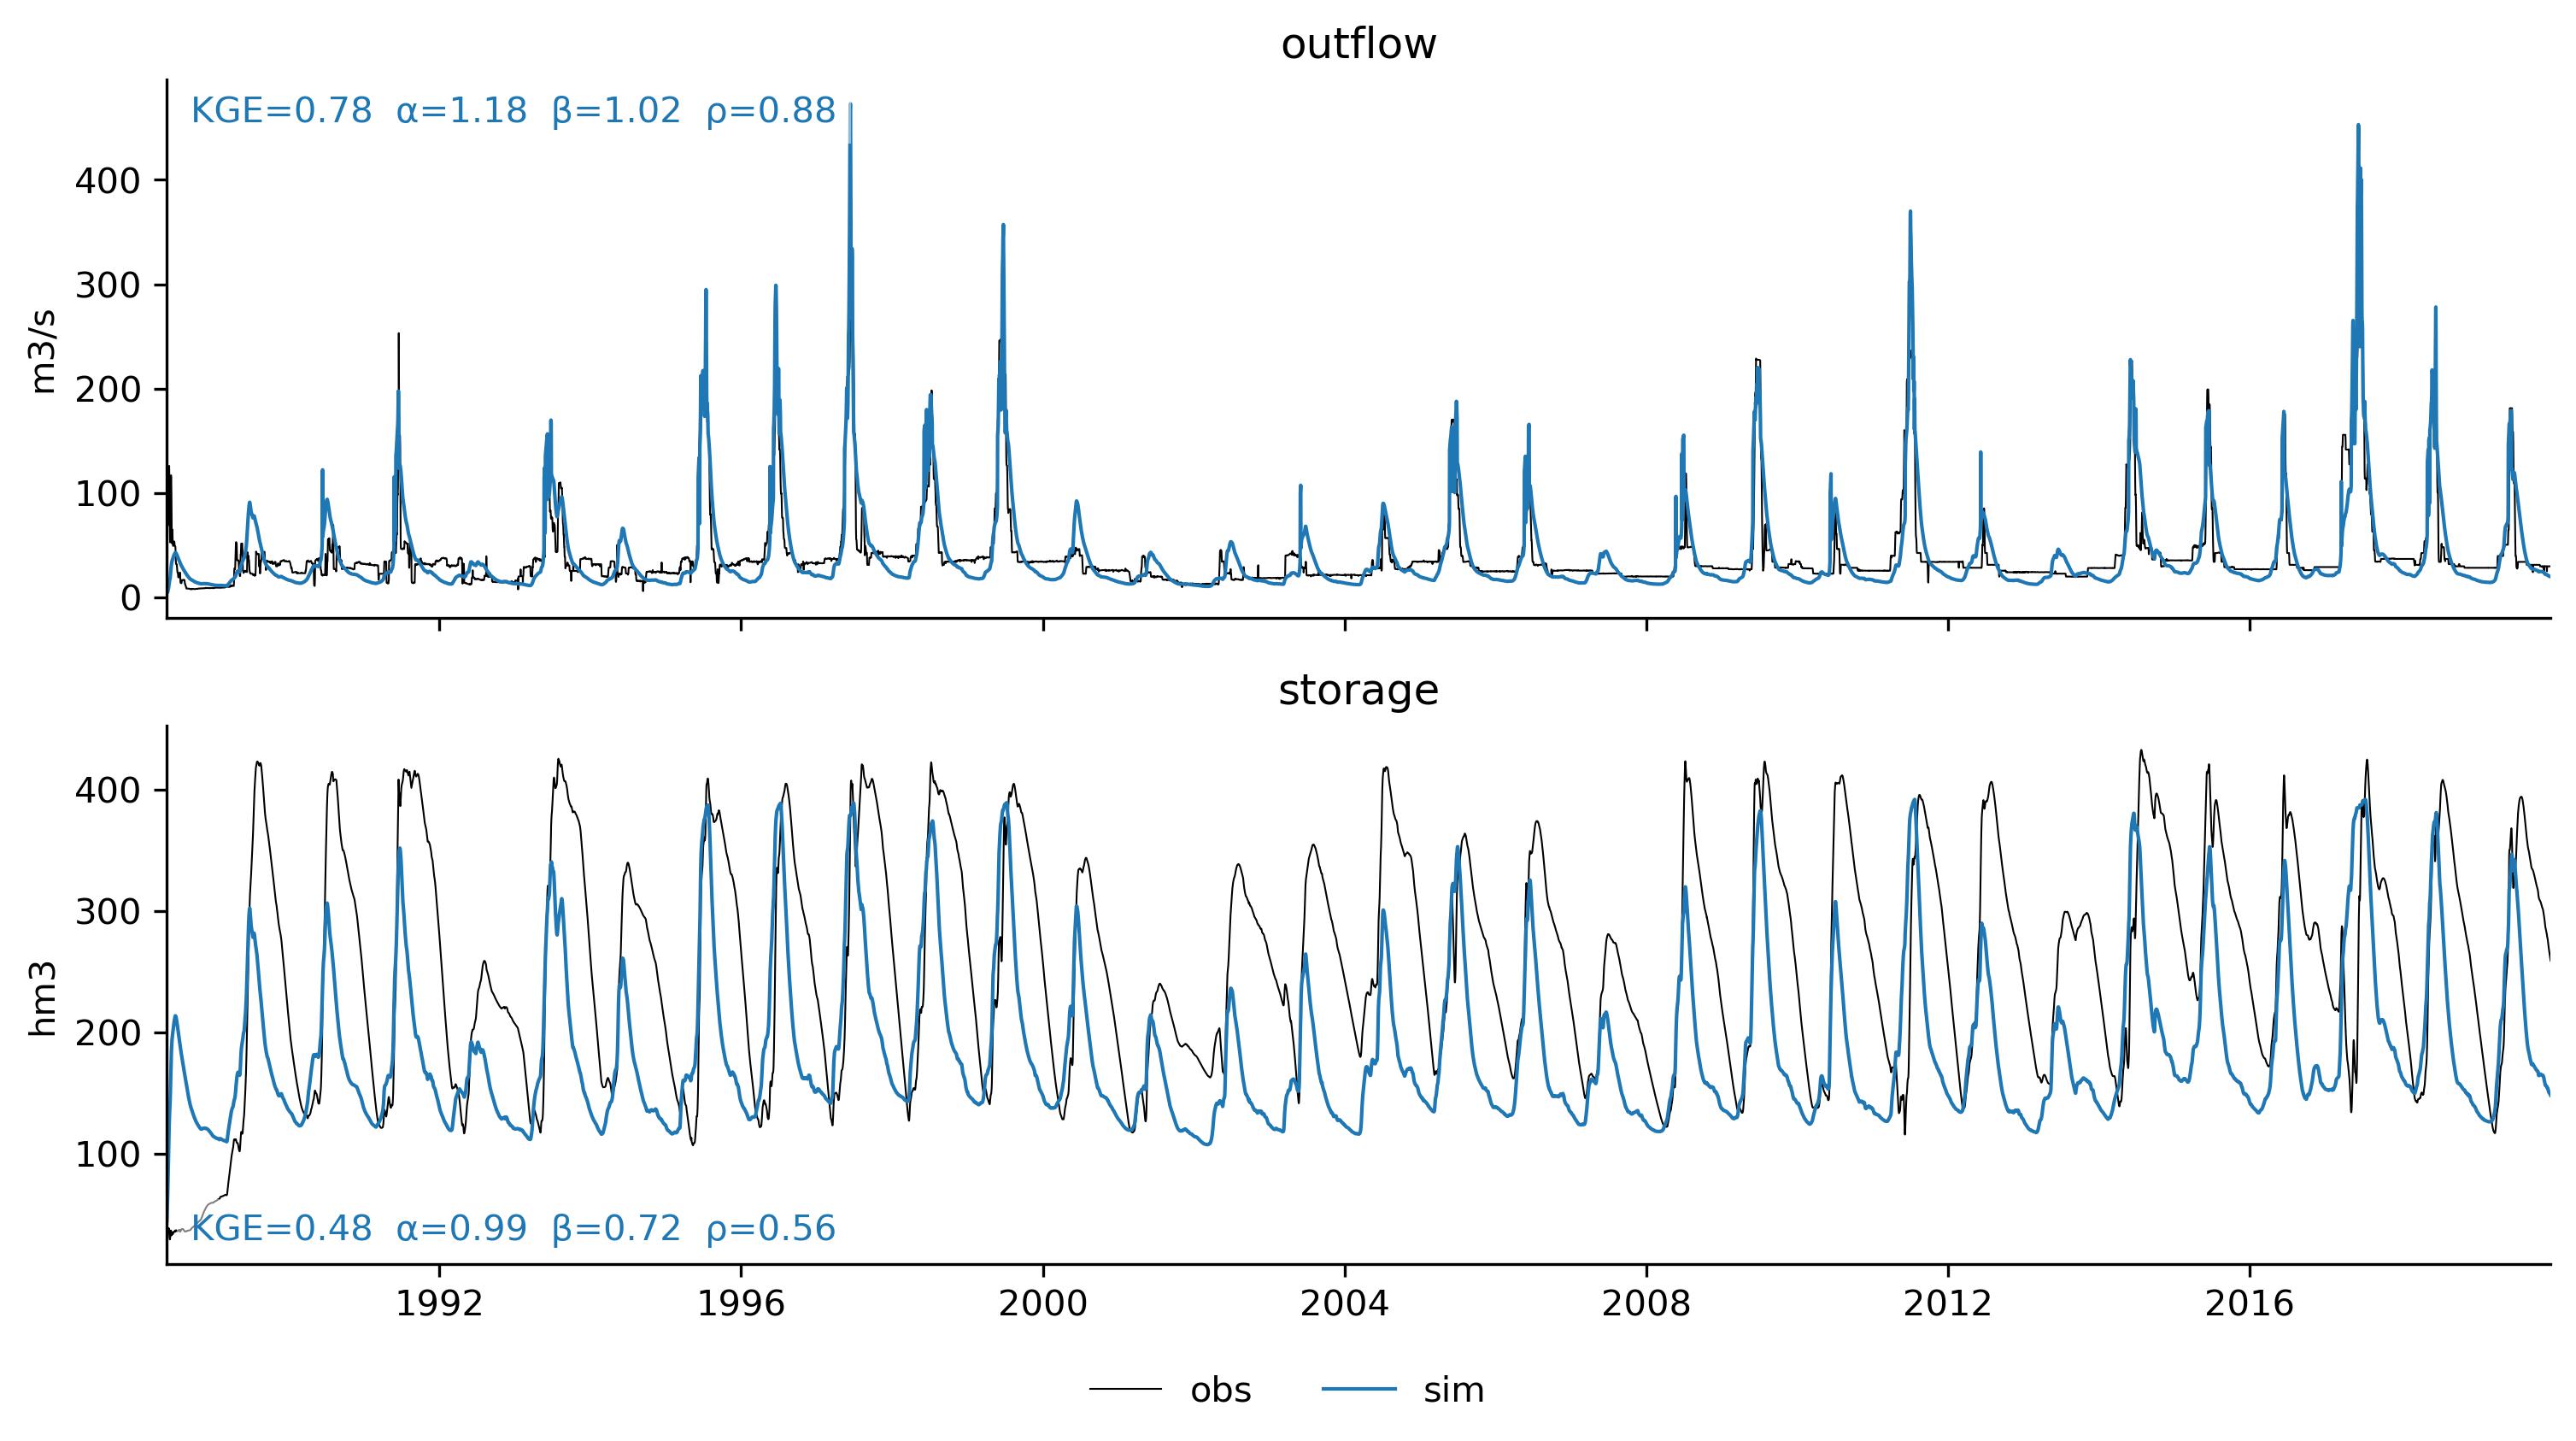 outflow
KGE=0.78 α=1.18 β=1.02 ρ=0.88
m3/s
400
300
200
100
0
storage
hm3
400
300
200
100
KGE=0.48 α=0.99 β=0.72 ρ=0.56
1992 1996 2000 2004 2008 2012 2016
obs sim